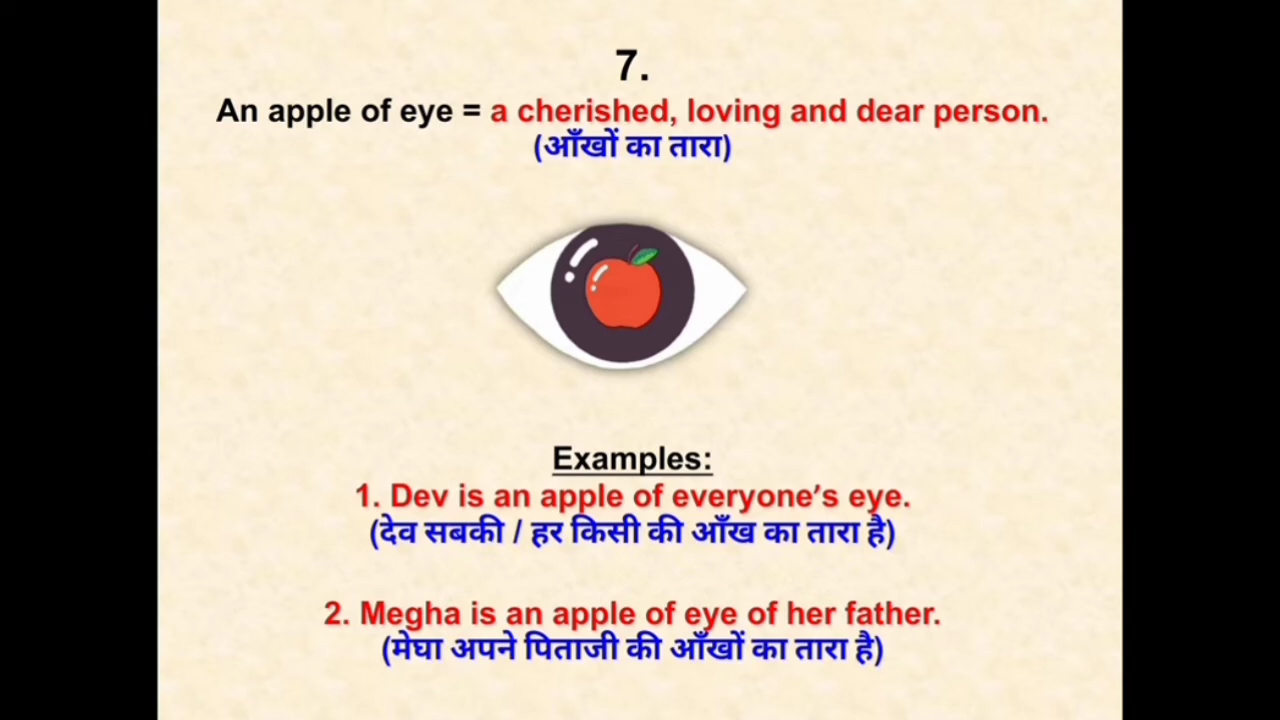 7.
An apple of eye = a cherished, loving and dear person.
(आँखों का तारा)
Examples:
1. Dev is an apple of everyone’s eye.
(देव सबकी / हर किसी की आँख का तारा है)
2. Megha is an apple of eye of her father.
(मेघा अपने पिताजी की आँखों का तारा है)